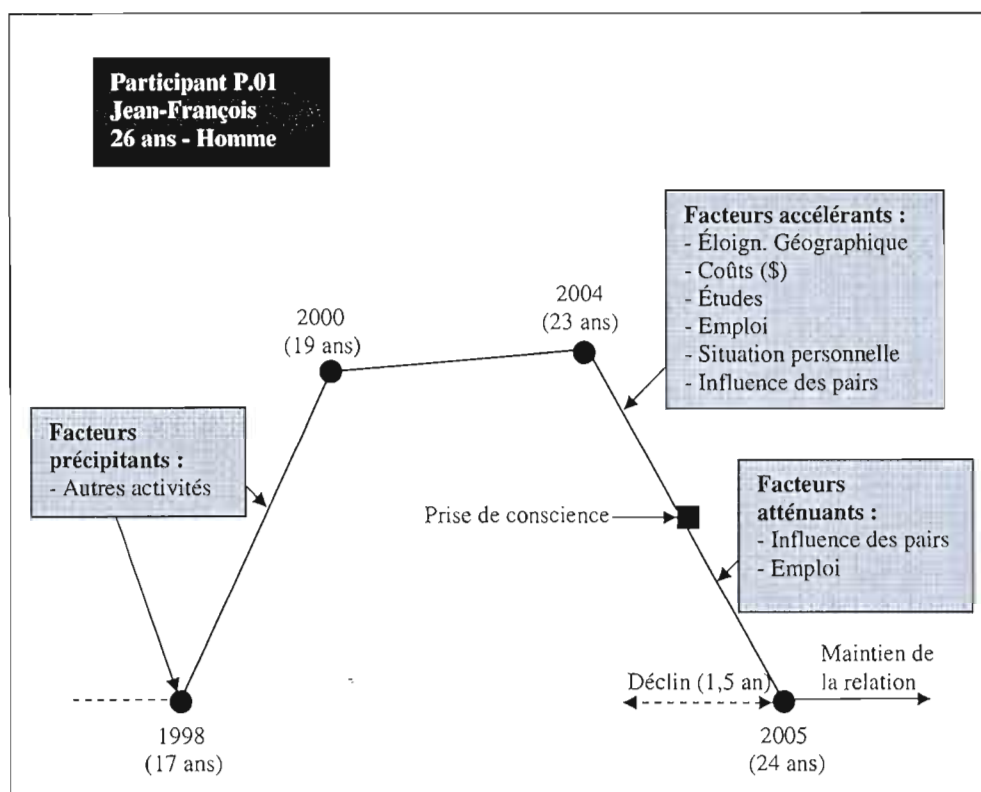 Participant P.01
Jean-François
26 ans - Homme
Facteurs accélérants :
- Éloign. Géographique
- Coûts ($)
- Études
- Emploi
- Situation personnelle
- Influence des pairs
2000
(19 ans)
2004
(23 ans)
Facteurs
précipitants :
- Autres activités
Prise de conscience
Facteurs
atténuants :
- Influence des pairs
- Emploi
Déclin (1,5 an)
Maintien de
la relation
1998
(17 ans)
2005
(24 ans)